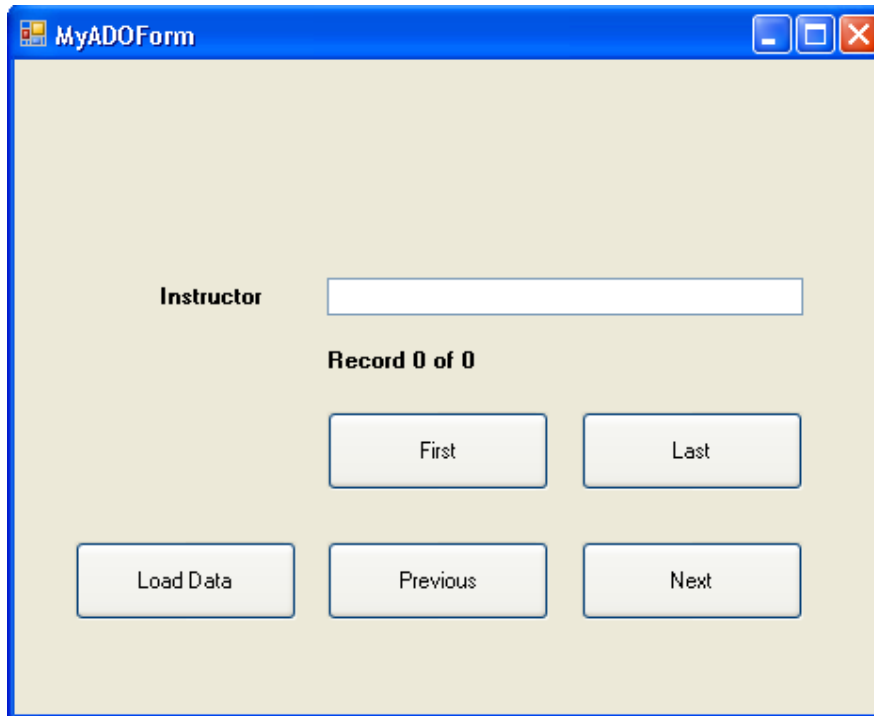 MyADOForm
Instructor
Record 0 of 0
First Last
Load Data Previous Next